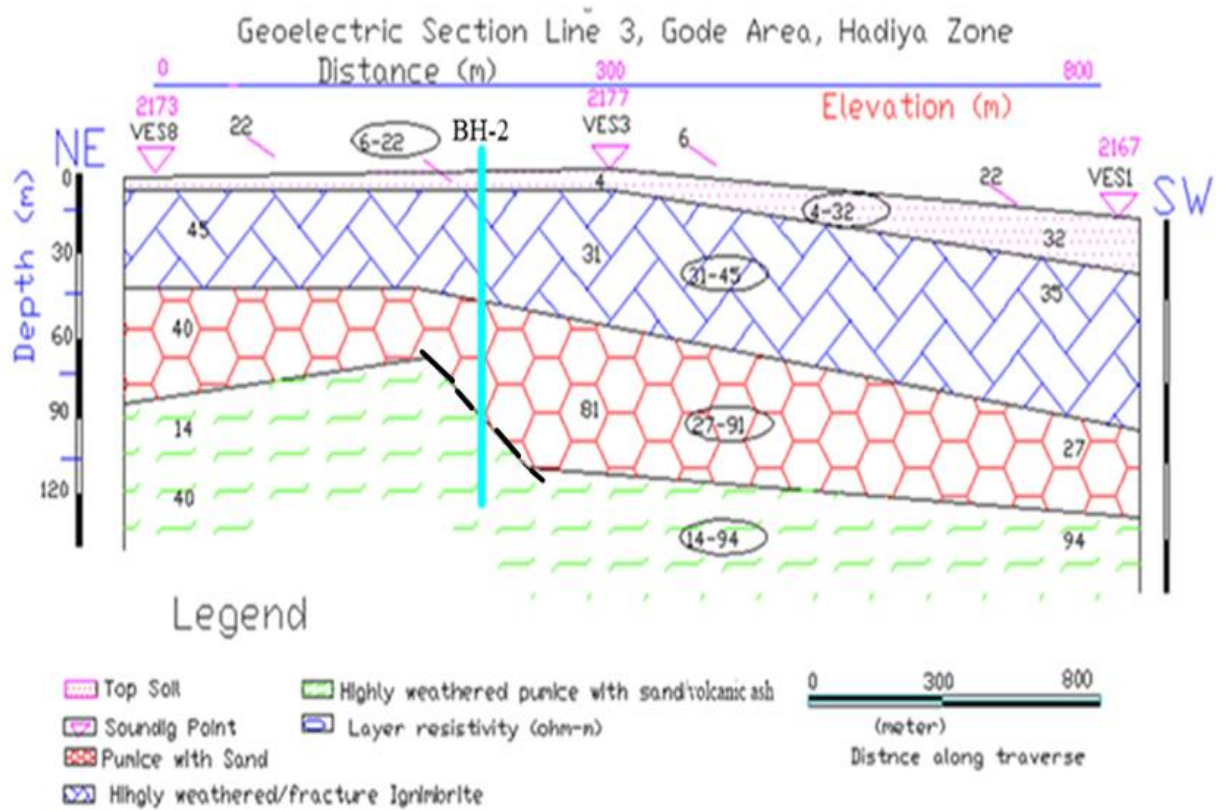 Geoelectric Section Line 3, Gode Area, Hadiya Zone
0 Distance (m) 300 800
2173 2177 Elevation (m)
VES8 22 6-22 BH-2 VES3 6 2167
NE 22 VES1 SW
0 4 4-32
45 32
30 31 31-45 35
Depth (m)
60 40
90 81 27-91 27
14
120 40
14-94 94
Legend
Top Soil Highly weathered pumice with sand/volcanic ash 0 300 800
Soundig Point Layer resistivity (ohm-m) (meter)
Pumice with Sand Distnce along traverse
Hihgly weathered/fracture Ignimbrite